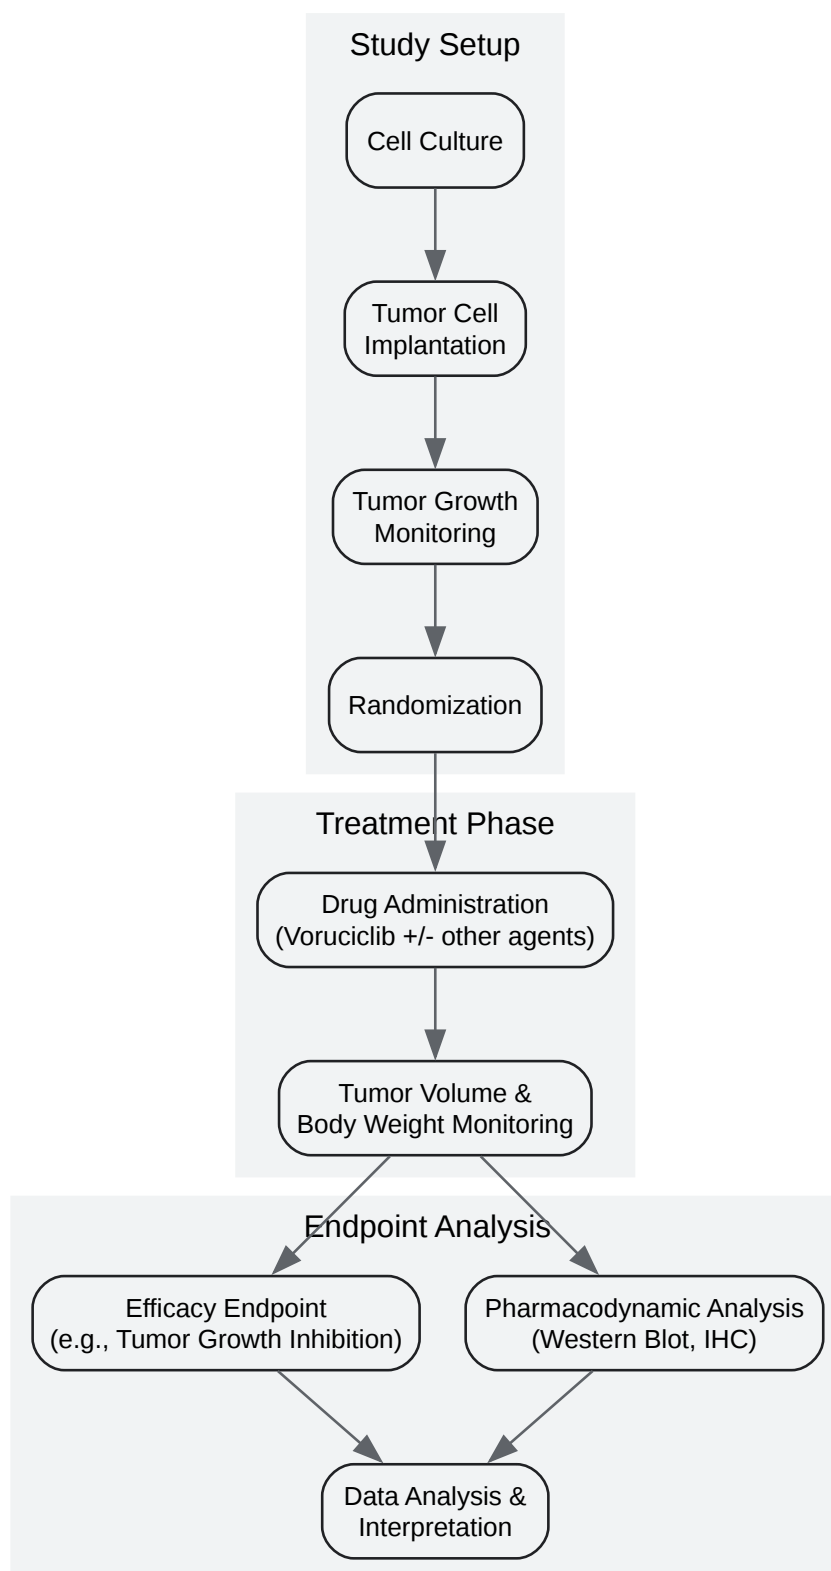 Study Setup
Cell Culture
Tumor Cell
Implantation
Tumor Growth
Monitoring
Randomization
Treatment Phase
Drug Administration
(Voruciclib +/- other agents)
Tumor Volume &
Body Weight Monitoring
Endpoint Analysis
Efficacy Endpoint
(e.g., Tumor Growth Inhibition)
Pharmacodynamic Analysis
(Western Blot, IHC)
Data Analysis &
Interpretation